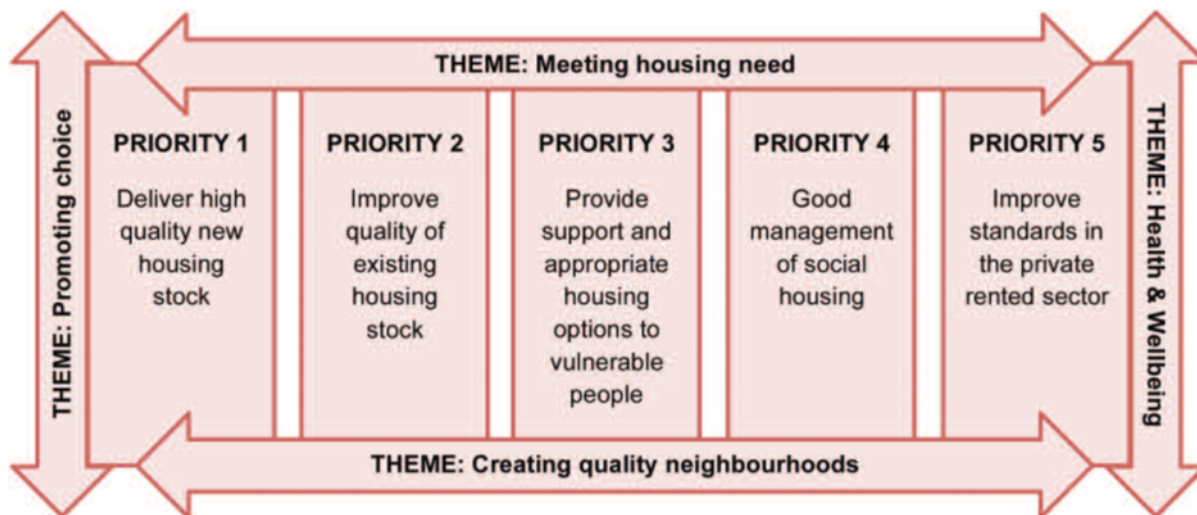 THEME: Meeting housing need
THEME: Promoting choice
PRIORITY 1
Deliver high
quality new
housing
stock
PRIORITY 2
Improve
quality of
existing
housing
stock
PRIORITY 3
Provide
support and
appropriate
housing
options to
vulnerable
people
PRIORITY 4
Good
management
of social
housing
PRIORITY 5
Improve
standards in
the private
rented sector
THEME: Health & Wellbeing
THEME: Creating quality neighbourhoods